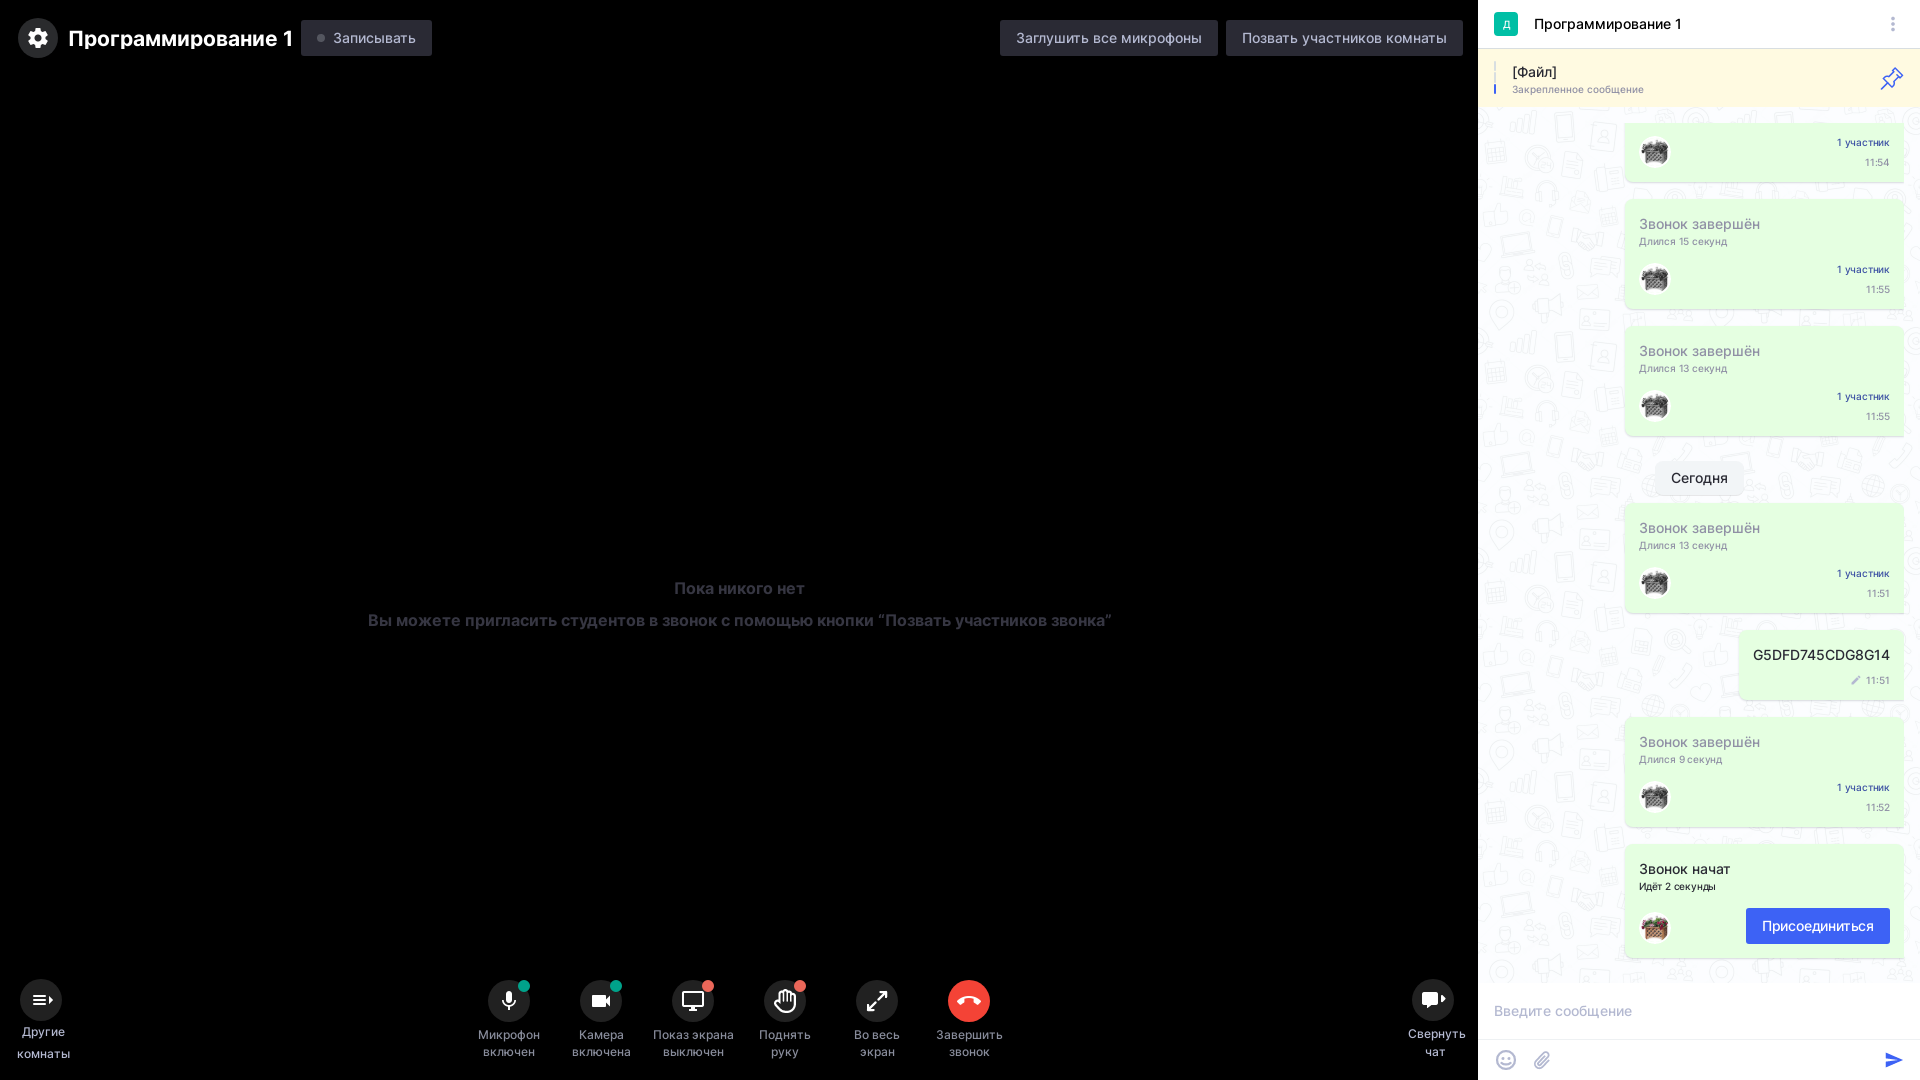 Программирование 1
Записывать
Заглушить все микрофоны
Позвать участников комнаты
Пока никого нет
Вы можете пригласить студентов в звонок с помощью кнопки “Позвать участников звонка”
Другие
комнаты
Микрофон
включен
Камера
включена
Показ экрана
выключен
Поднять
руку
Во весь
экран
Завершить
звонок
Свернуть
чат
Д
Программирование 1
[Файл]
Закрепленное сообщение
1 участник
11:54
Звонок завершён
Длился 15 секунд
1 участник
11:55
Звонок завершён
Длился 13 секунд
1 участник
11:55
Сегодня
Звонок завершён
Длился 13 секунд
1 участник
11:51
G5DFD745CDG8G14
11:51
Звонок завершён
Длился 9 секунд
1 участник
11:52
Звонок начат
Идёт 2 секунды
Присоединиться
Введите сообщение